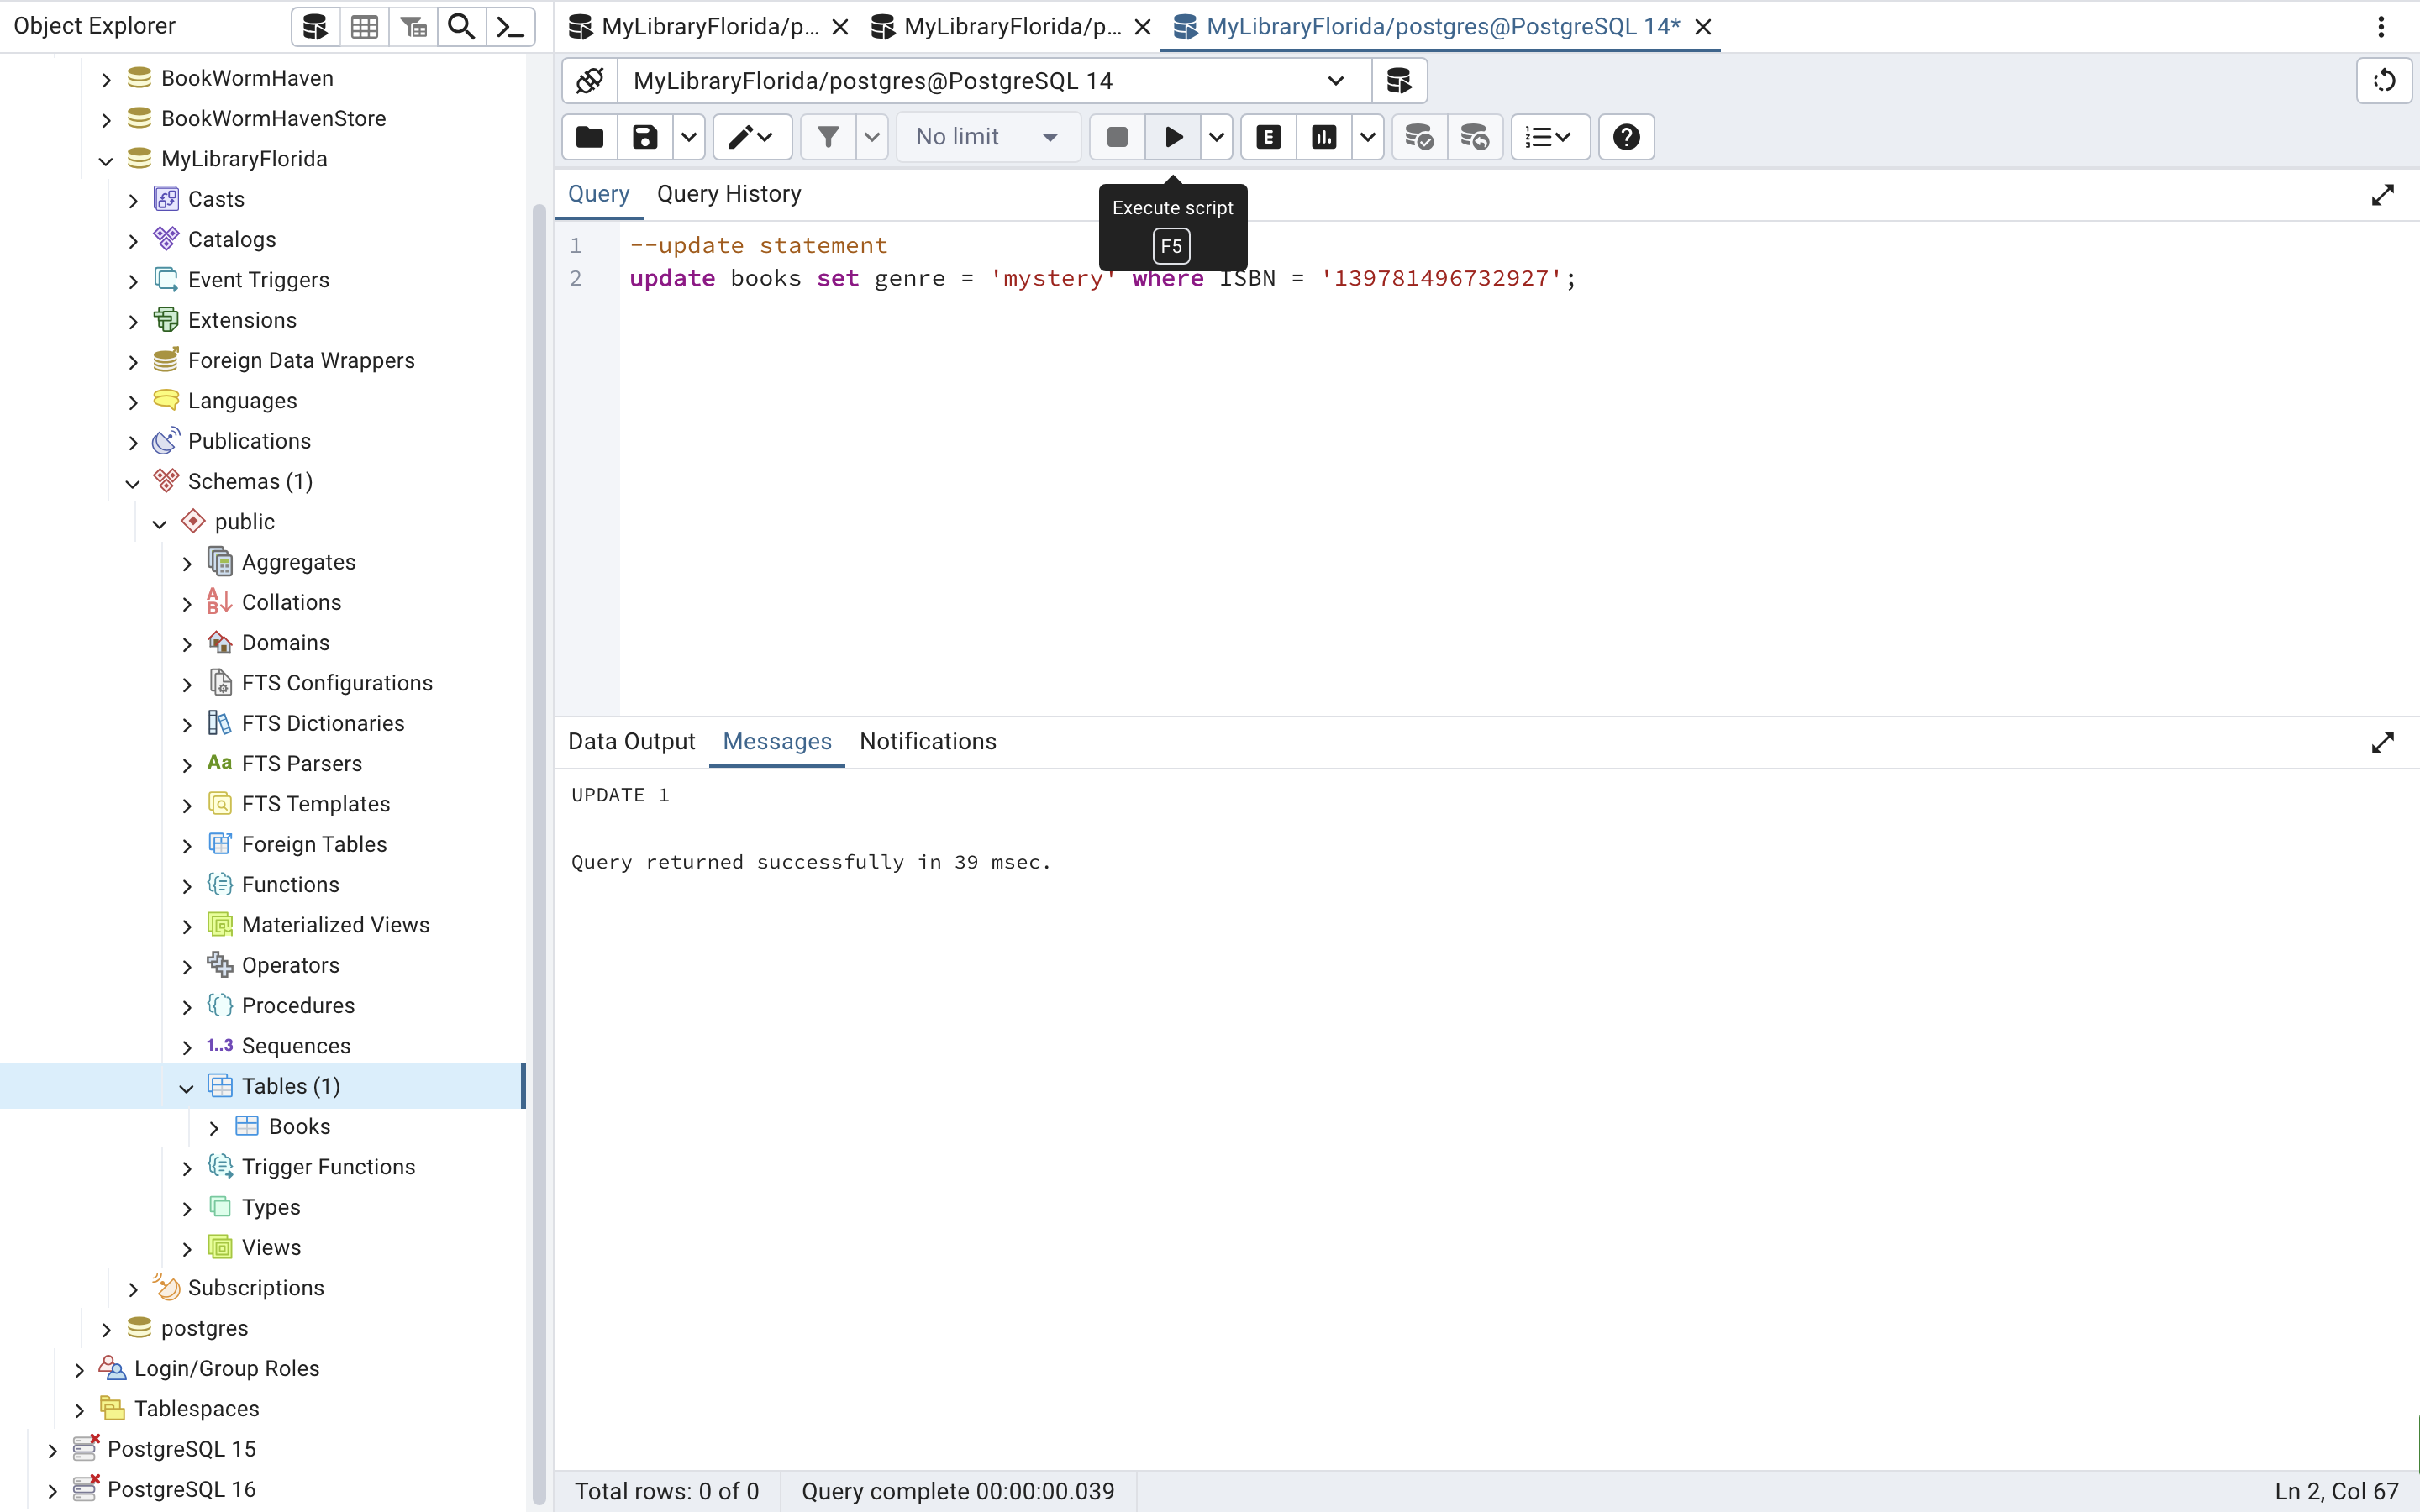 Object Explorer
BookWormHaven
BookWormHavenStore
MyLibraryFlorida
Casts
Catalogs
Event Triggers
Extensions
Foreign Data Wrappers
Languages
Publications
Schemas (1)
public
Aggregates
Collations
Domains
FTS Configurations
FTS Dictionaries
Aa FTS Parsers
FTS Templates
Foreign Tables
Functions
Materialized Views
Operators
Procedures
1..3 Sequences
Tables (1)
Books
Trigger Functions
Types
Views
Subscriptions
postgres
Login/Group Roles
Tablespaces
PostgreSQL 15
PostgreSQL 16
MyLibraryFlorida/p... MyLibraryFlorida/p... MyLibraryFlorida/postgres@PostgreSQL 14*
MyLibraryFlorida/postgres@PostgreSQL 14
No limit E
Query Query History
Execute script
F5
1 --update statement
2 update books set genre = 'mystery' where ISBN = '139781496732927';
Data Output Messages Notifications
UPDATE 1
Query returned successfully in 39 msec.
Total rows: 0 of 0 Query complete 00:00:00.039 Ln 2, Col 67